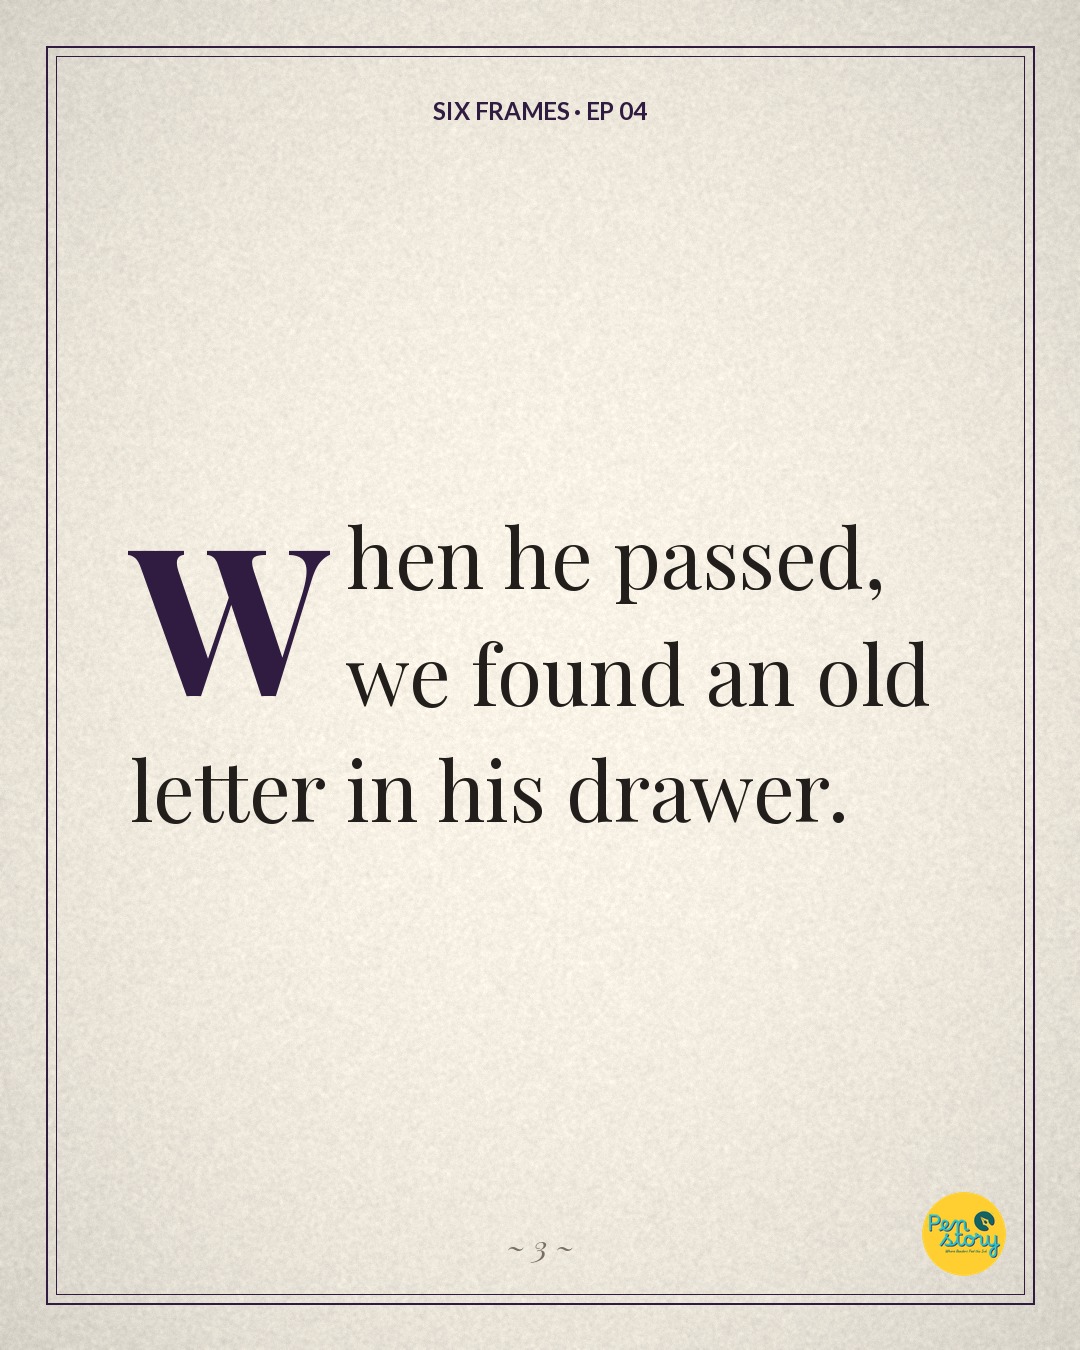 SIX FRAMES · EP 04
When he passed,
we found an old
letter in his drawer.
~ 3 ~
Pen
story